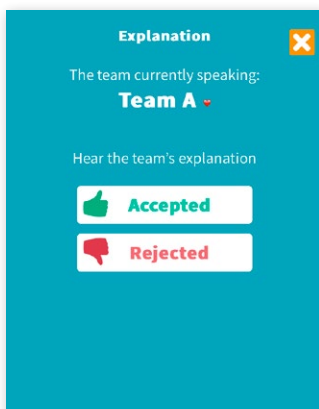 Explanation
The team currently speaking:
Team A
Hear the team's explanation
Accepted
Rejected